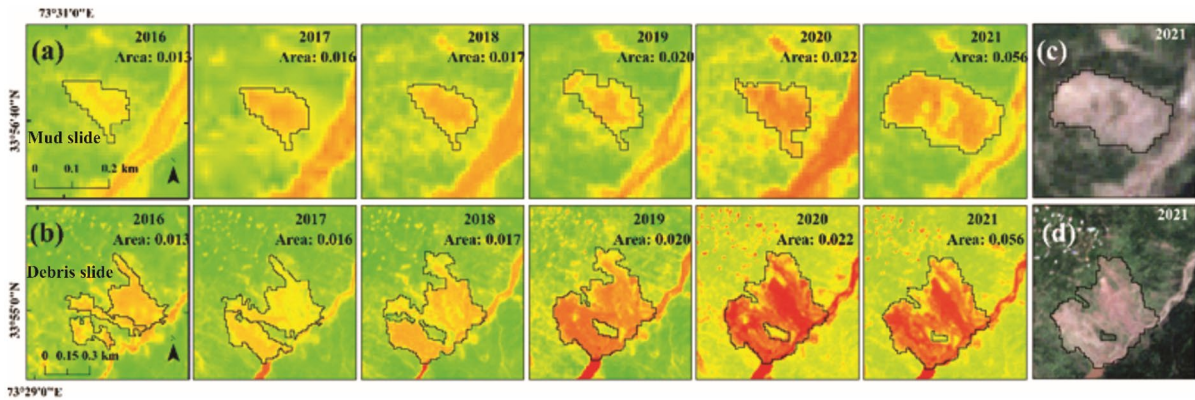 73°31'0"E
(a)
2016
Area: 0.013
2017
Area: 0.016
2018
Area: 0.017
2019
Area: 0.020
2020
Area: 0.022
2021
Area: 0.056
(c)
2021
33°56'40"N
Mud slide
0 0.1 0.2 km
(b)
2016
Area: 0.013
2017
Area: 0.016
2018
Area: 0.017
2019
Area: 0.020
2020
Area: 0.022
2021
Area: 0.056
2021
(d)
Debris slide
33°55'0"N
0 0.15 0.3 km
73°29'0"E